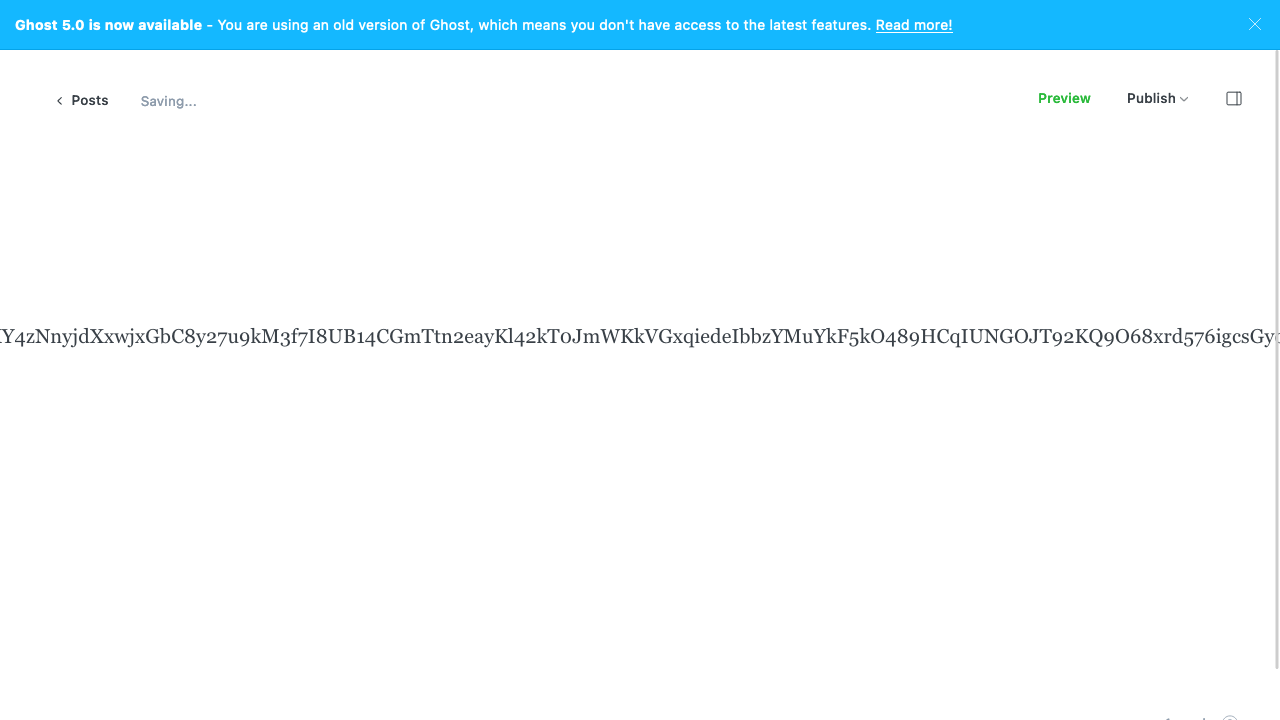 Ghost 5.0 is now available - You are using an old version of Ghost, which means you don't have access to the latest features. Read more!
Posts
Saving...
Preview
Publish
Y4zNnyjdXxwjxGbC8y27u9kM3f7I8UB14CGmTtn2eayKl42kT0JmWKkVGxqiedeIbbzYMuYkF5kO489HCqIUNGOJT92KQ9O68xrd576igcsGy